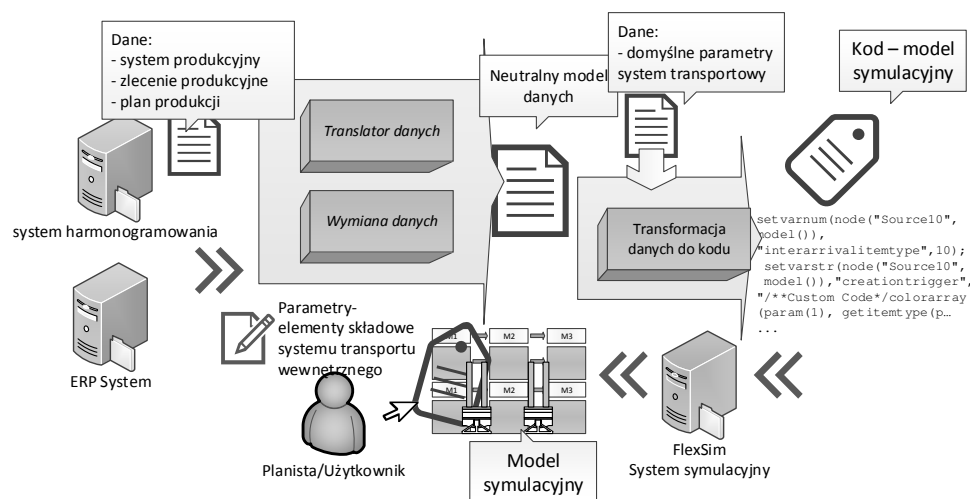 Dane:
- system produkcyjny
- zlecenie produkcyjne
- plan produkcji
system harmonogramowania
ERP System
Translator danych
Wymiana danych
Neutralny model
danych
Dane:
- domyślne parametry
system transportowy
Transformacja
danych do kodu
Kod – model
symulacyjny
setvarnum(node("Source10",
model()),
"interarrivalitemtype",10);
setvarstr(node("Source10",
model()),"creationtrigger",
"/**Custom Code*/colorarray
(param(1), getitemtype(p…
...
Parametry-
elementy składowe
systemu transportu
wewnetrznego
Planista/Użytkownik
M1 M2 M3
M1 M2 M3
Model
symulacyjny
FlexSim
System symulacyjny